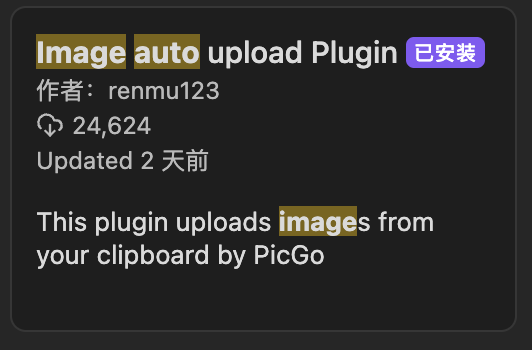 Image auto upload Plugin 已安装
作者：renmu123
24,624
Updated 2 天前
This plugin uploads images from
your clipboard by PicGo